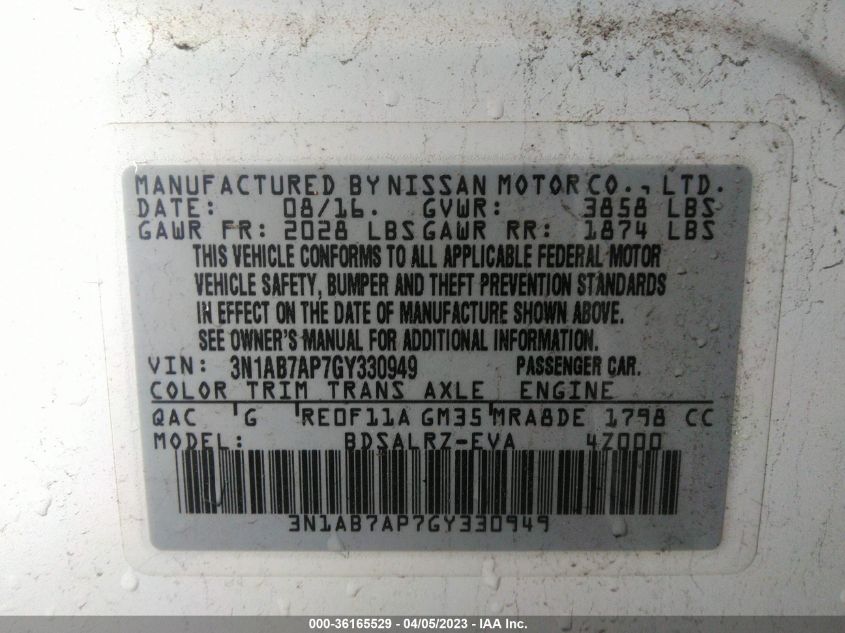 MANUFACTURED BY NISSAN MOTOR CO., LTD.
DATE: 08/16. GVWR: 3858 LBS
GAWR FR: 2028 LBS GAWR RR: 1874 LBS
THIS VEHICLE CONFORMS TO ALL APPLICABLE FEDERAL MOTOR
VEHICLE SAFETY, BUMPER AND THEFT PREVENTION STANDARDS
IN EFFECT ON THE DATE OF MANUFACTURE SHOWN ABOVE.
SEE OWNER'S MANUAL FOR ADDITIONAL INFORMATION.
VIN: 3N1AB7AP7GY330949 PASSENGER CAR.
COLOR TRIM TRANS AXLE ENGINE
QAC G RE0F11A GM35 MRA8DE 1798 CC
MODEL: BDSALRZ-EVA 4Z000
3N1AB7AP7GY330949
000-36165529 - 04/05/2023 - IAA Inc.